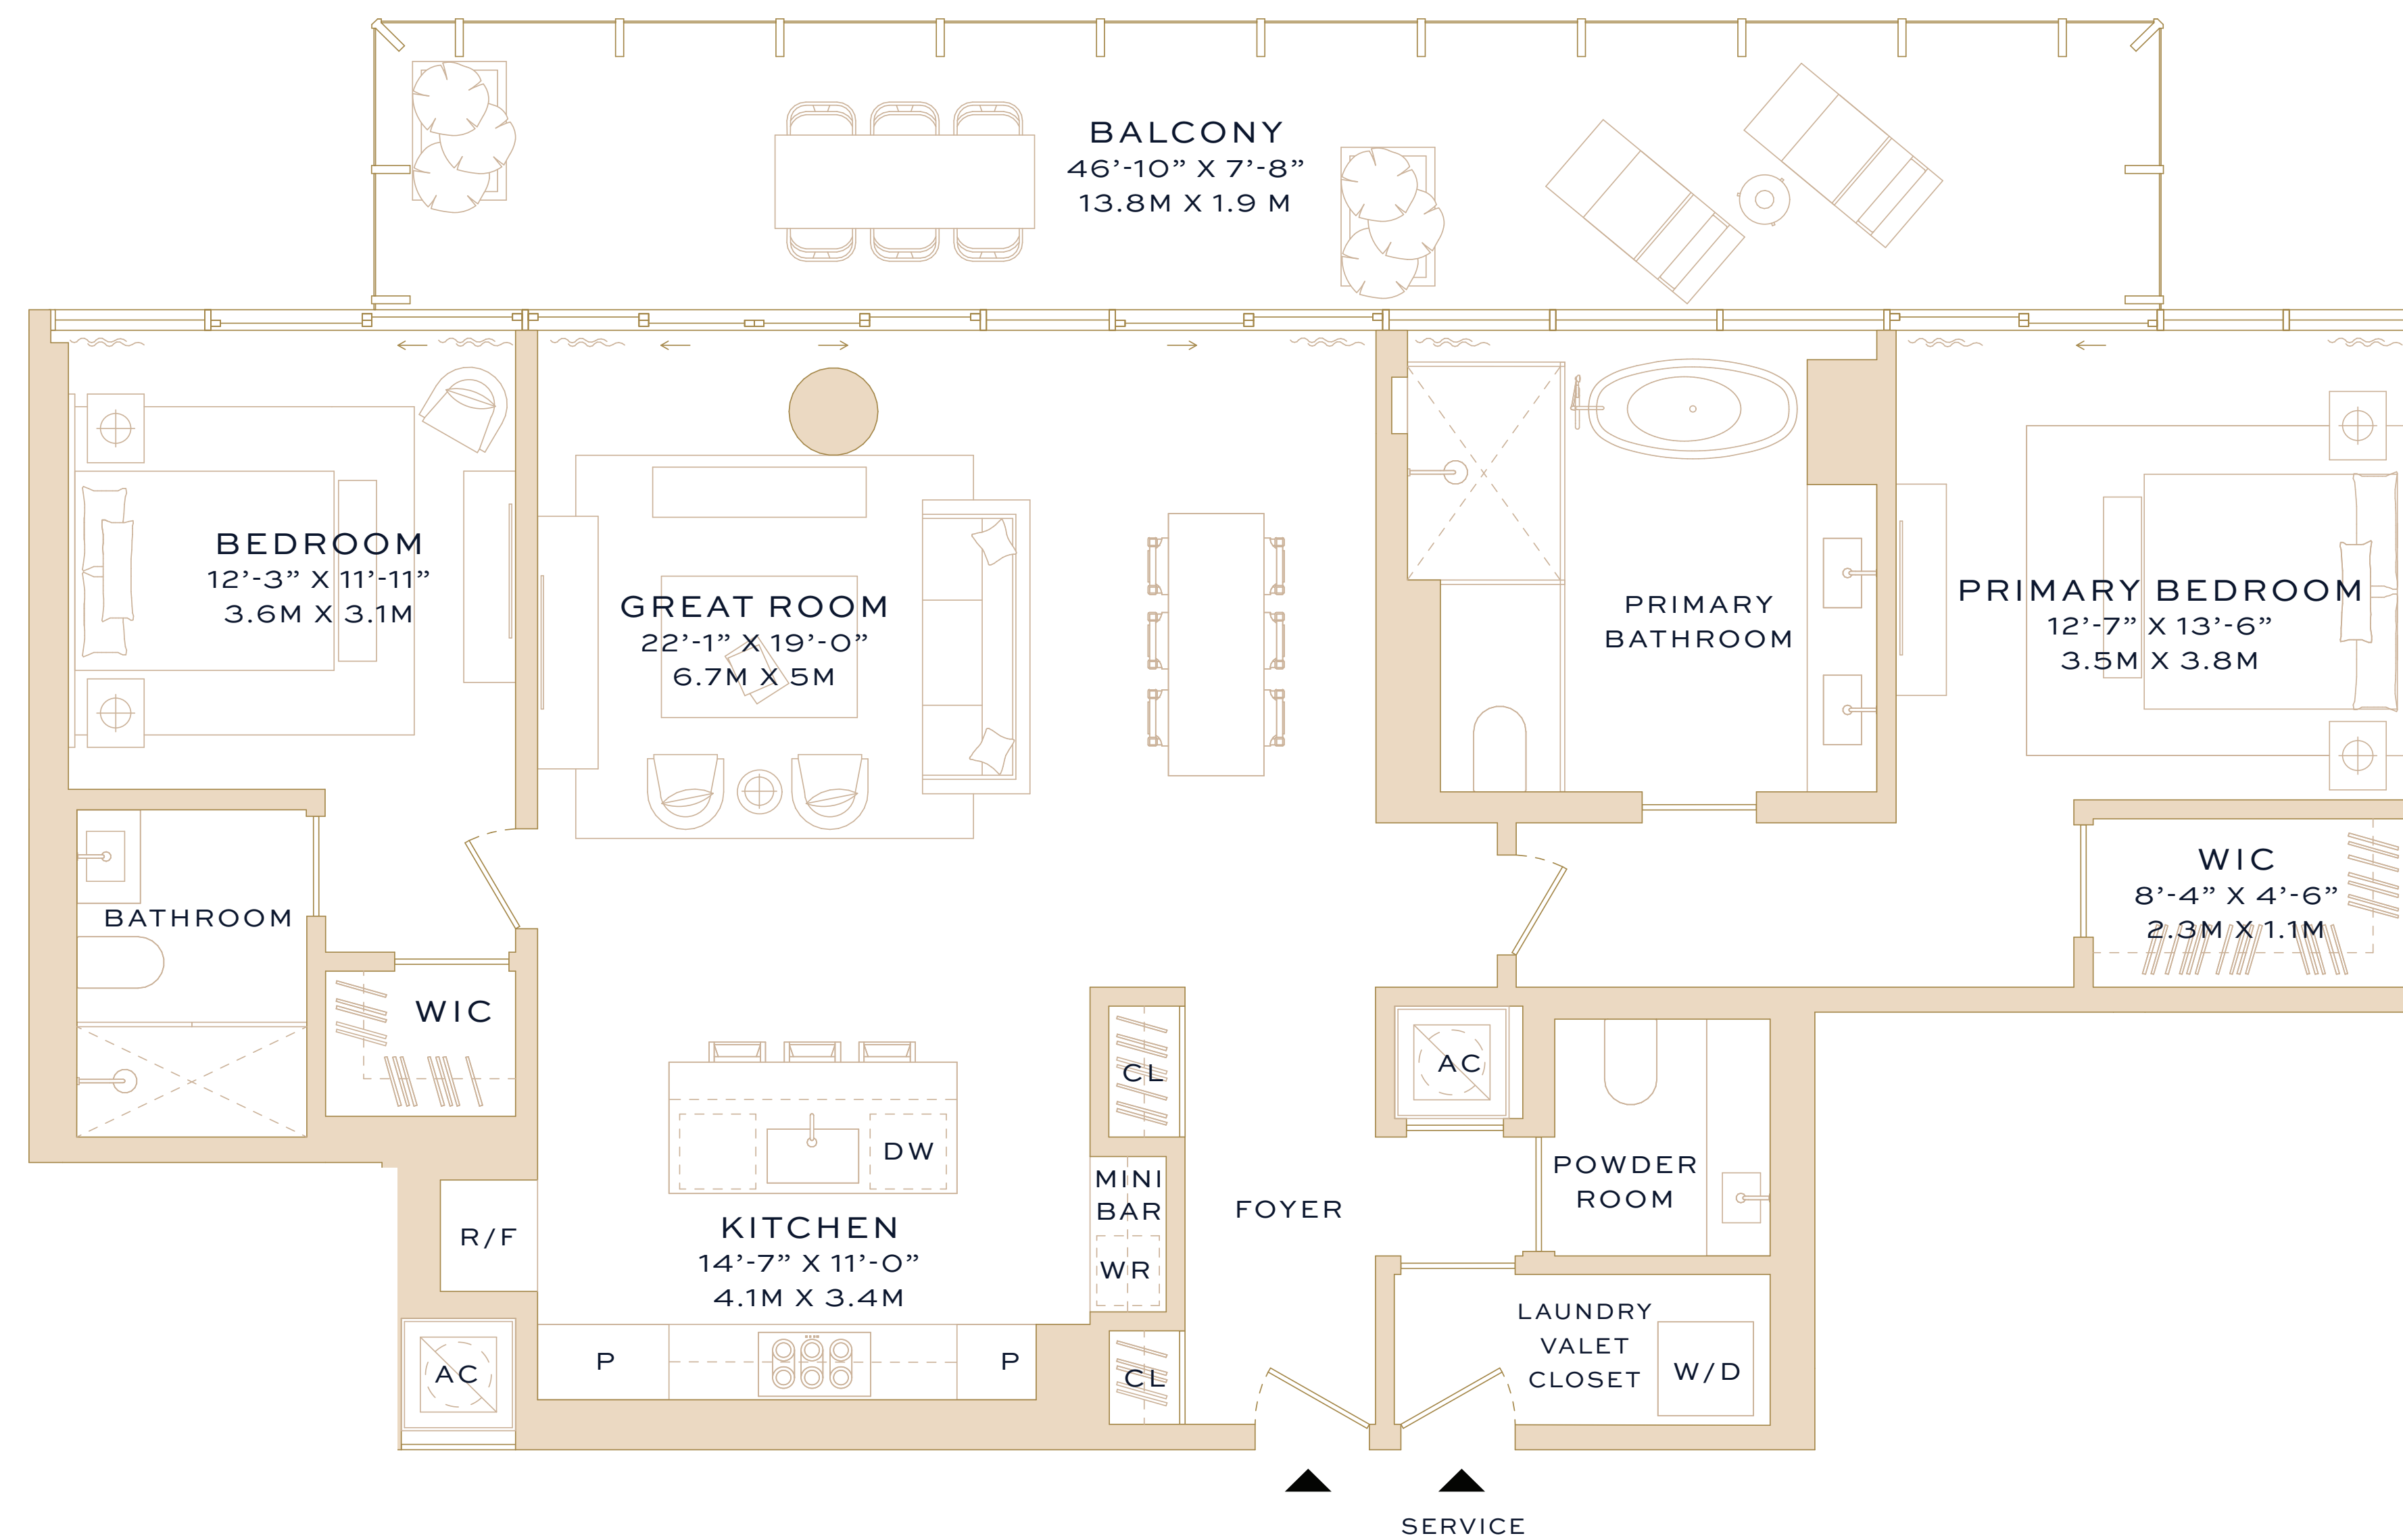 BALCONY
46’-10” X 7’-8”
13.8M X 1.9 M
BEDROOM
12’-3” X 11’-11”
3.6M X 3.1M
GREAT ROOM
22’-1” X 19’-0”
6.7M X 5M
PRIMARY
BATHROOM
PRIMARY BEDROOM
12’-7” X 13’-6”
3.5M X 3.8M
BATHROOM
WIC
WIC
8’-4” X 4’-6”
2.3M X 1.1M
CL
AC
DW
MINI
BAR
WR
FOYER
POWDER
ROOM
R/F
KITCHEN
14’-7” X 11’-0”
4.1M X 3.4M
AC
P
P
CL
LAUNDRY
VALET
CLOSET
W/D
SERVICE